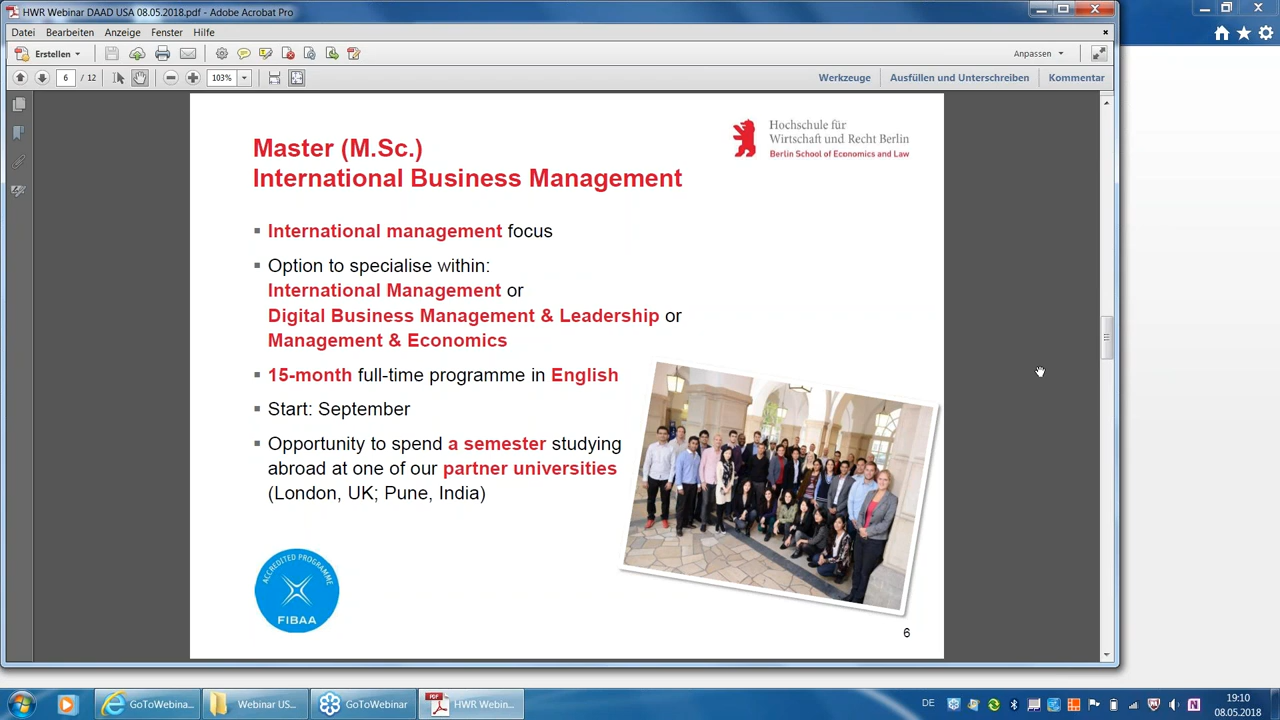 HWR Webinar DAAD USA 08.05.2018.pdf - Adobe Acrobat Pro
Datei Bearbeiten Anzeige Fenster Hilfe
Erstellen
Anpassen
6 / 12
103%
Werkzeuge Ausfüllen und Unterschreiben Kommentar
Hochschule für
Wirtschaft und Recht Berlin
Berlin School of Economics and Law
Master (M.Sc.)
International Business Management
International management focus
Option to specialise within:
International Management or
Digital Business Management & Leadership or
Management & Economics
15-month full-time programme in English
Start: September
Opportunity to spend a semester studying
abroad at one of our partner universities
(London, UK; Pune, India)
ACCREDITED PROGRAMME
FIBAA
6
GoToWebina...
Webinar US...
GoToWebinar
HWR Webin...
DE
19:10
08.05.2018